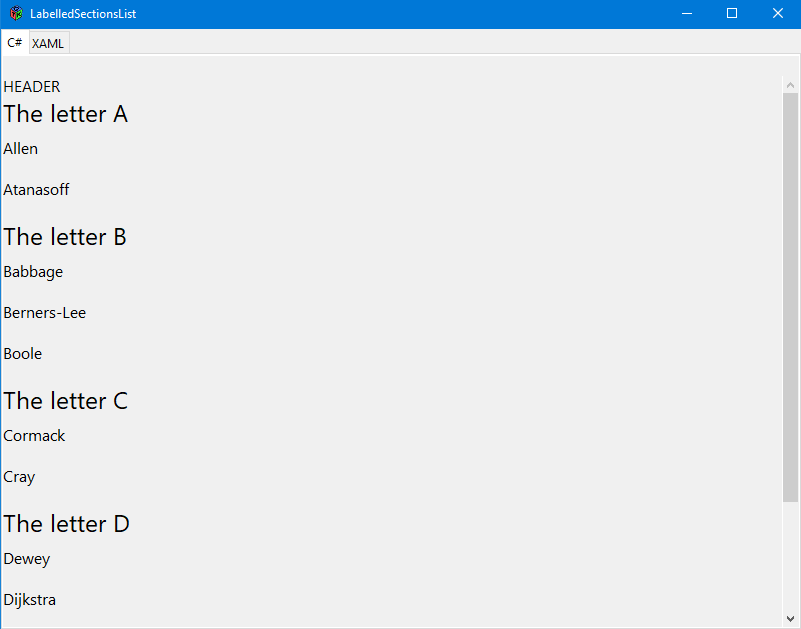 LabelledSectionsList
C# XAML
HEADER
The letter A
Allen
Atanasoff
The letter B
Babbage
Berners-Lee
Boole
The letter C
Cormack
Cray
The letter D
Dewey
Dijkstra